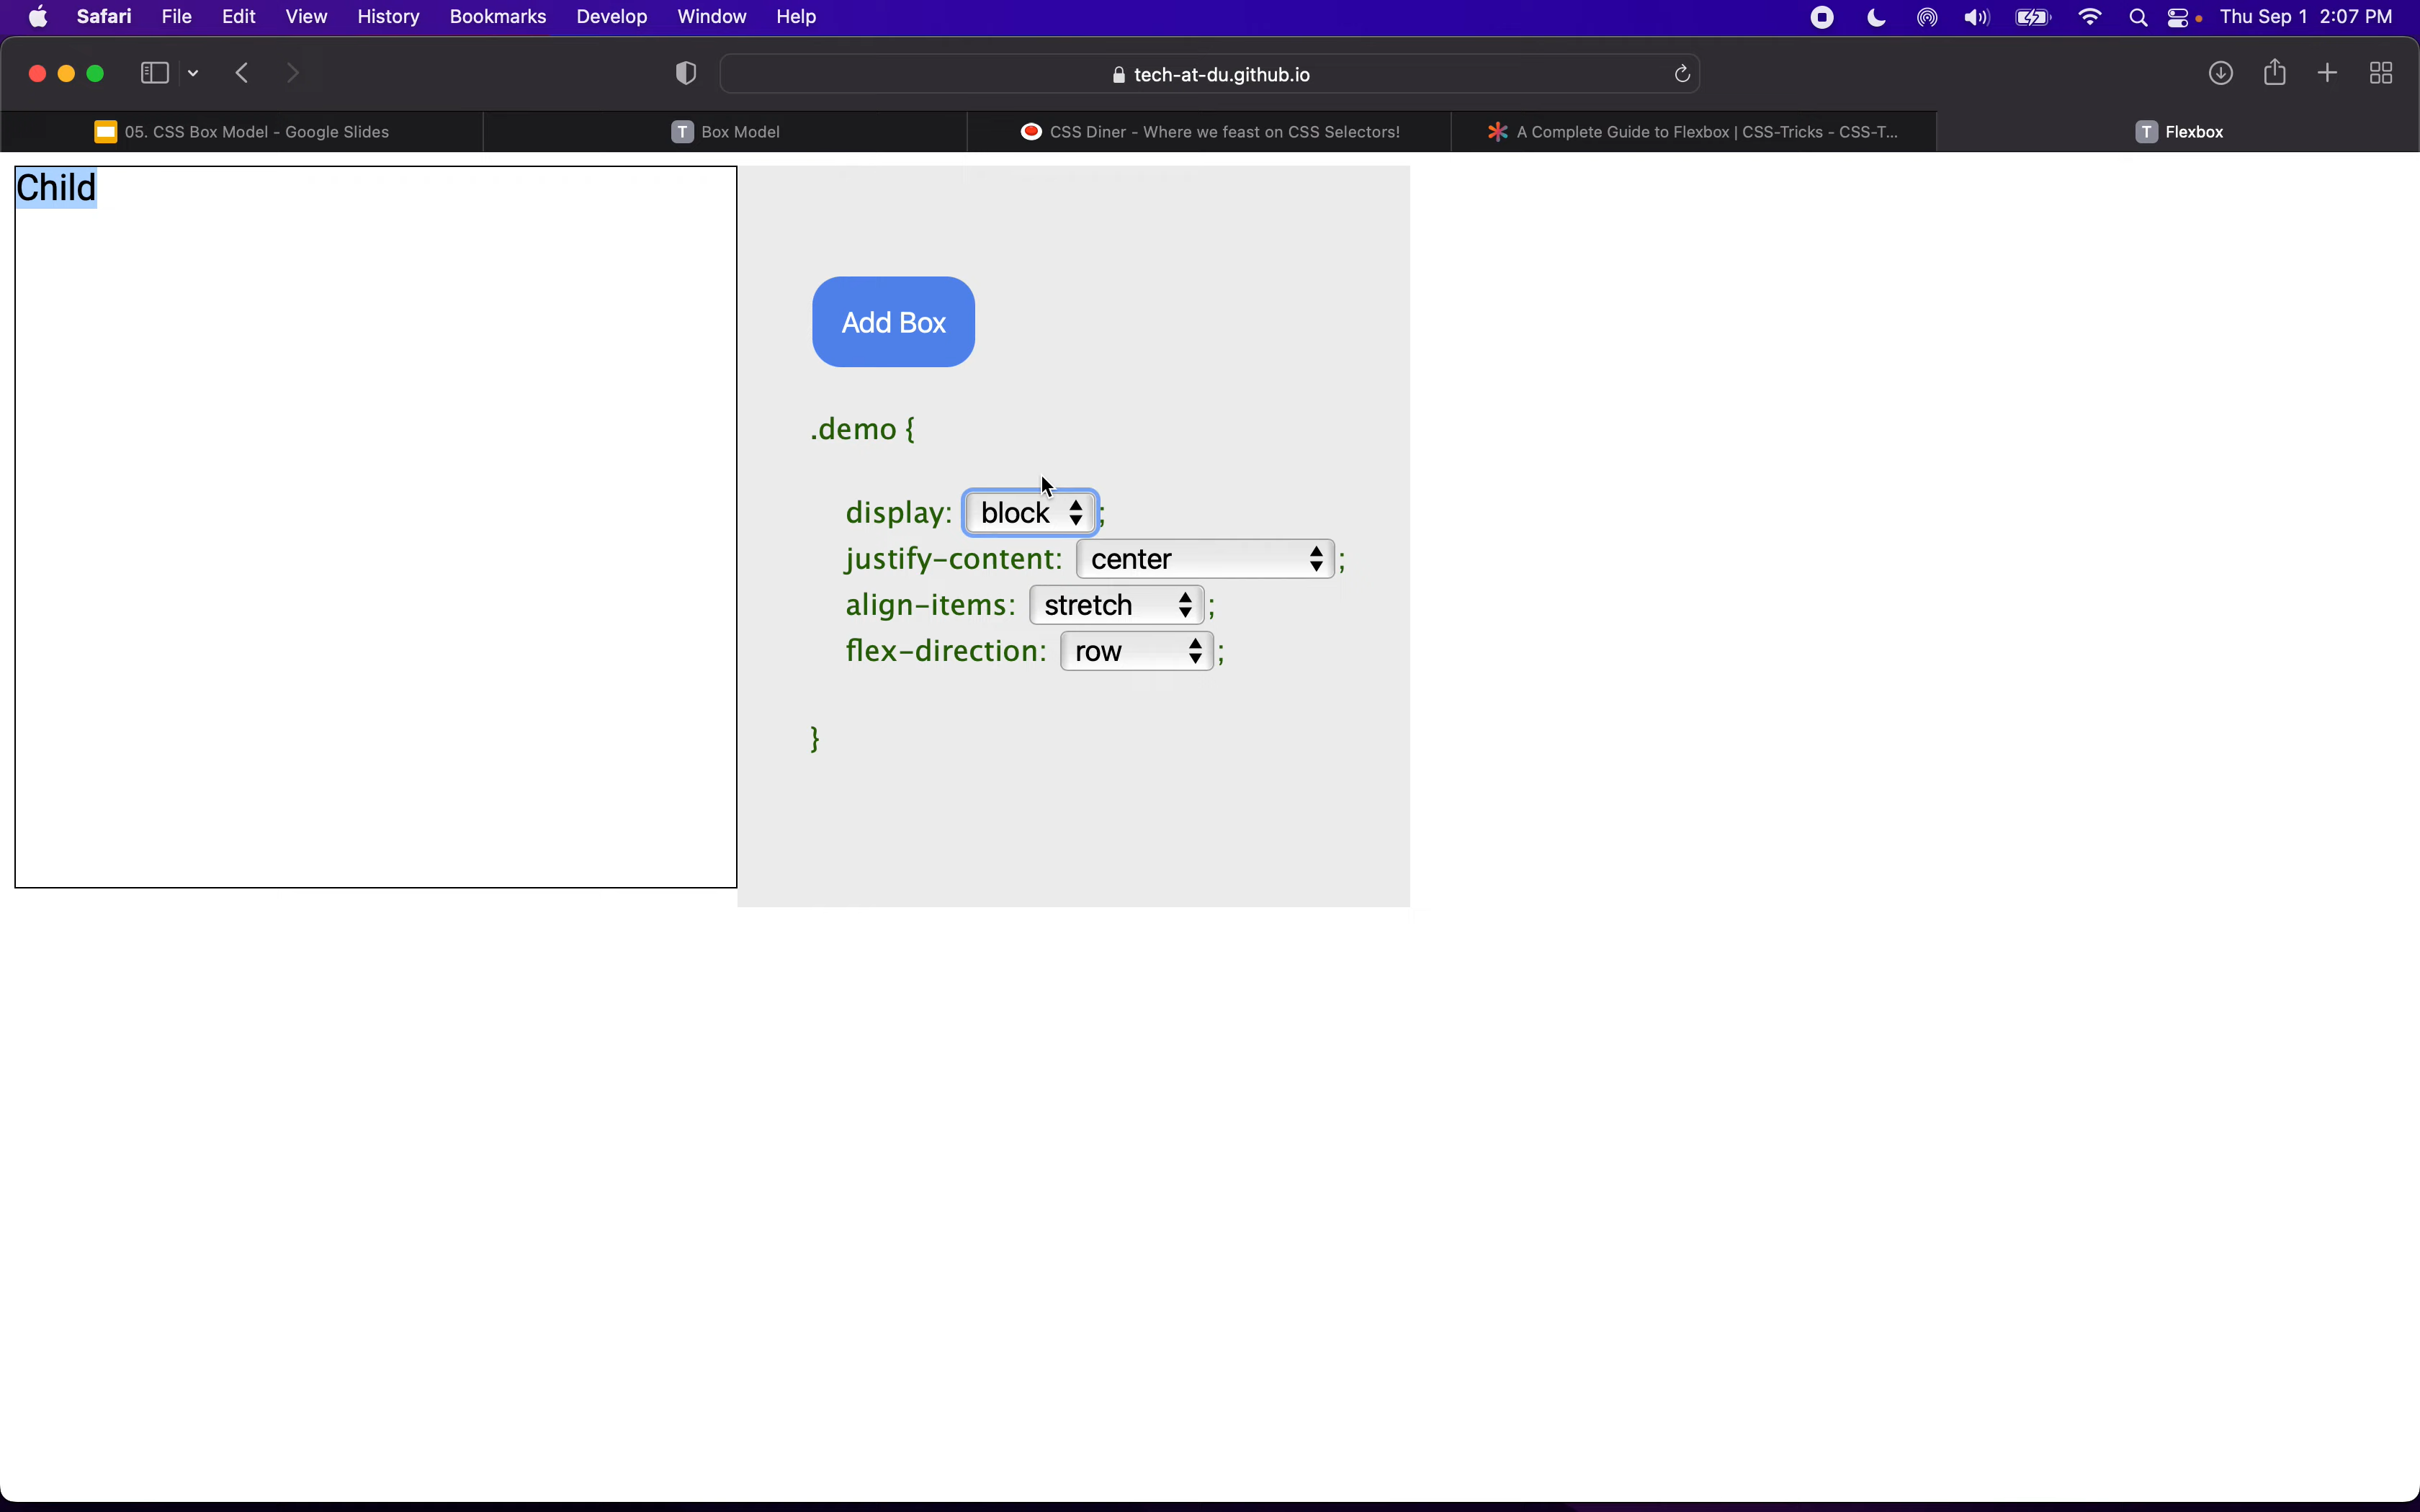 Safari File Edit View History Bookmarks Develop Window Help Thu Sep 1 2:07 PM
tech-at-du.github.io
05. CSS Box Model - Google Slides
T Box Model
CSS Diner - Where we feast on CSS Selectors!
A Complete Guide to Flexbox | CSS-Tricks - CSS-T...
T Flexbox
Child
Add Box
.demo {
display: block ;
justify-content: center ;
align-items: stretch ;
flex-direction: row ;
}